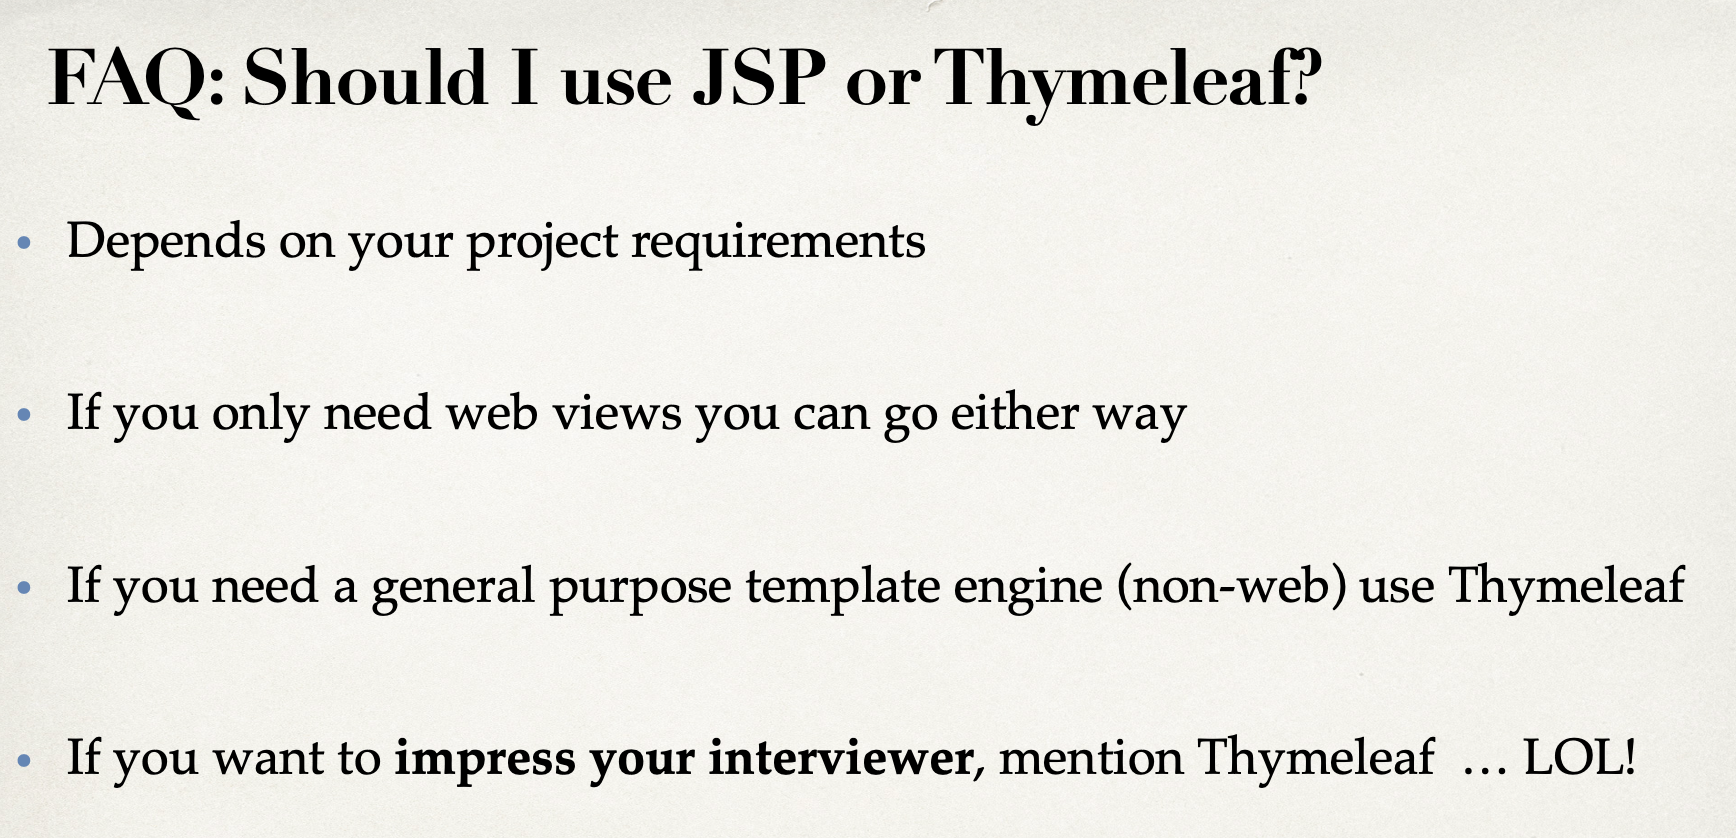 FAQ: Should I use JSP or Thymeleaf?
• Depends on your project requirements
• If you only need web views you can go either way
• If you need a general purpose template engine (non-web) use Thymeleaf
• If you want to impress your interviewer, mention Thymeleaf … LOL!